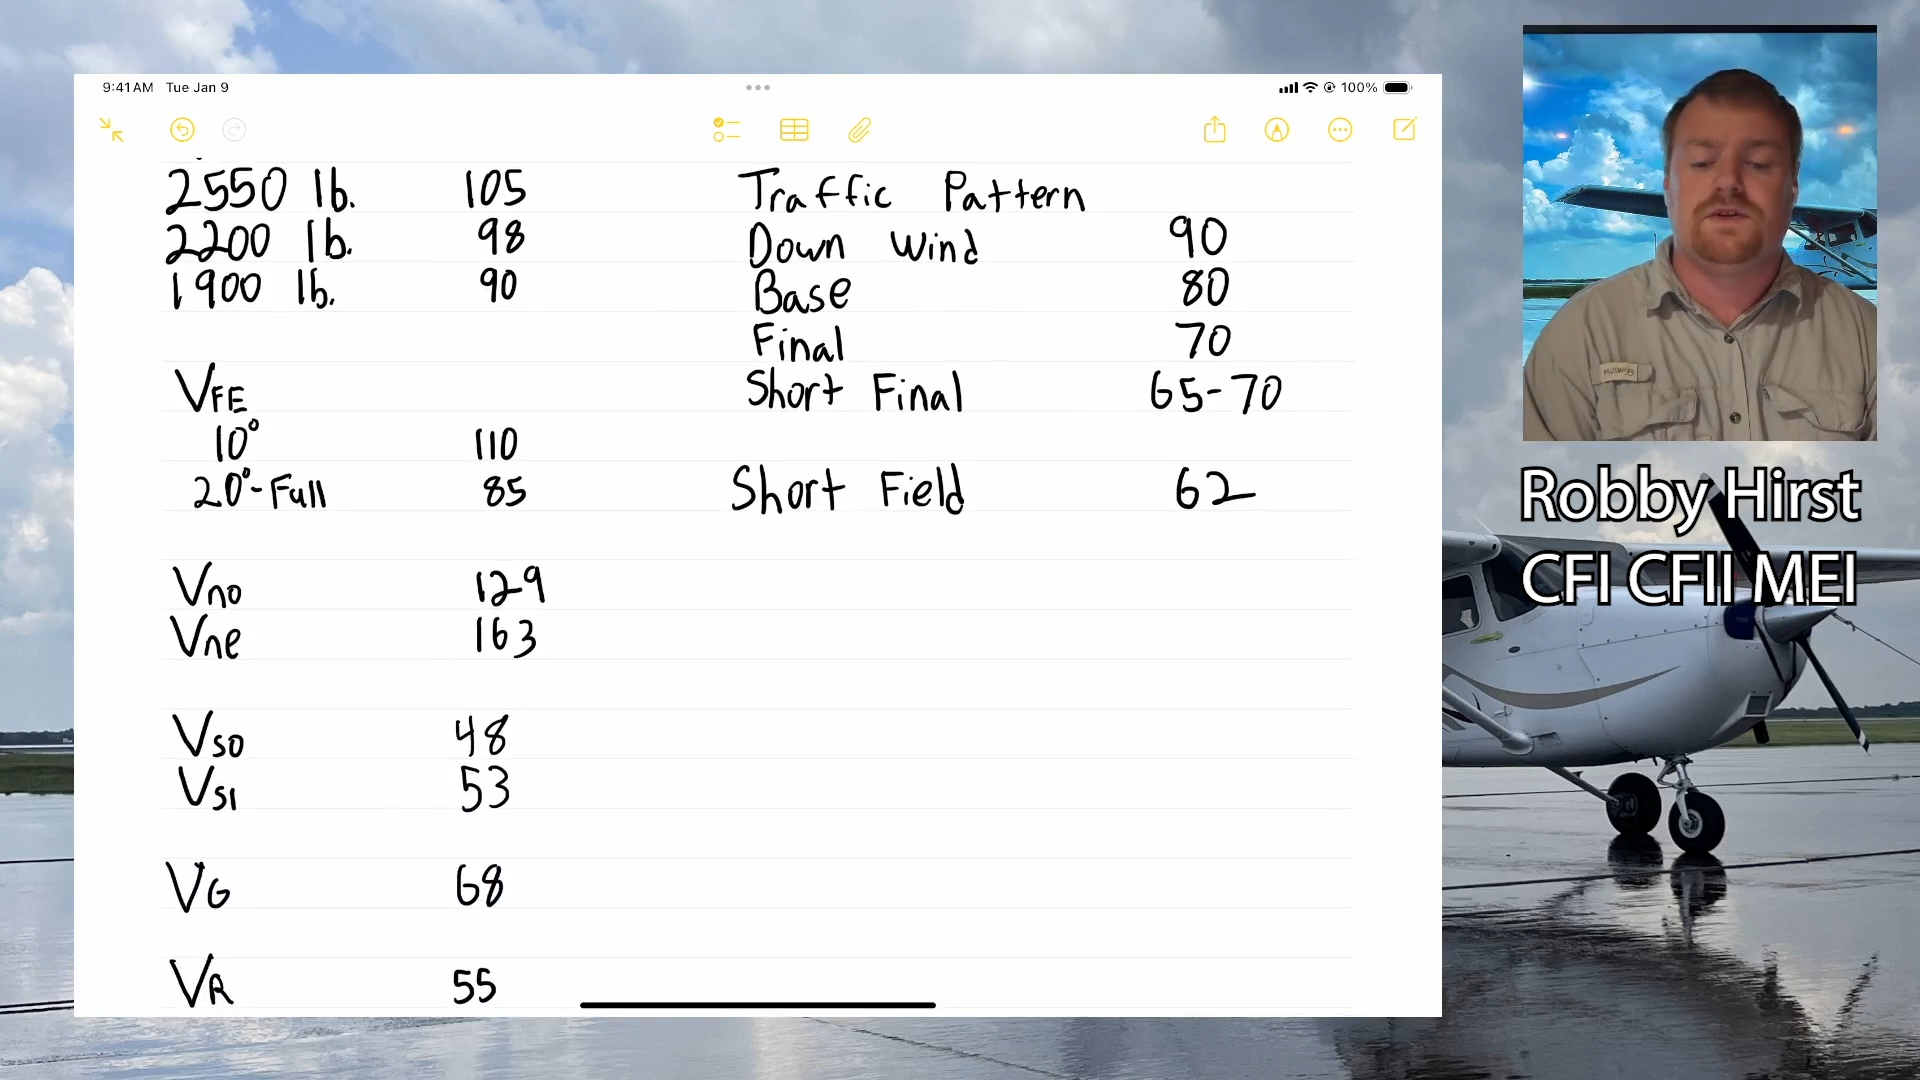 9:41 AM Tue Jan 9
100%
2550 lb. 105
2200 lb. 98
1900 lb. 90
VFE
10° 110
20°-Full 85
Vno 129
Vne 163
VSO 48
VS1 53
VG 68
VR 55
Traffic Pattern
Down Wind 90
Base 80
Final 70
Short Final 65-70
Short Field 62
Robby Hirst
CFI CFII MEI